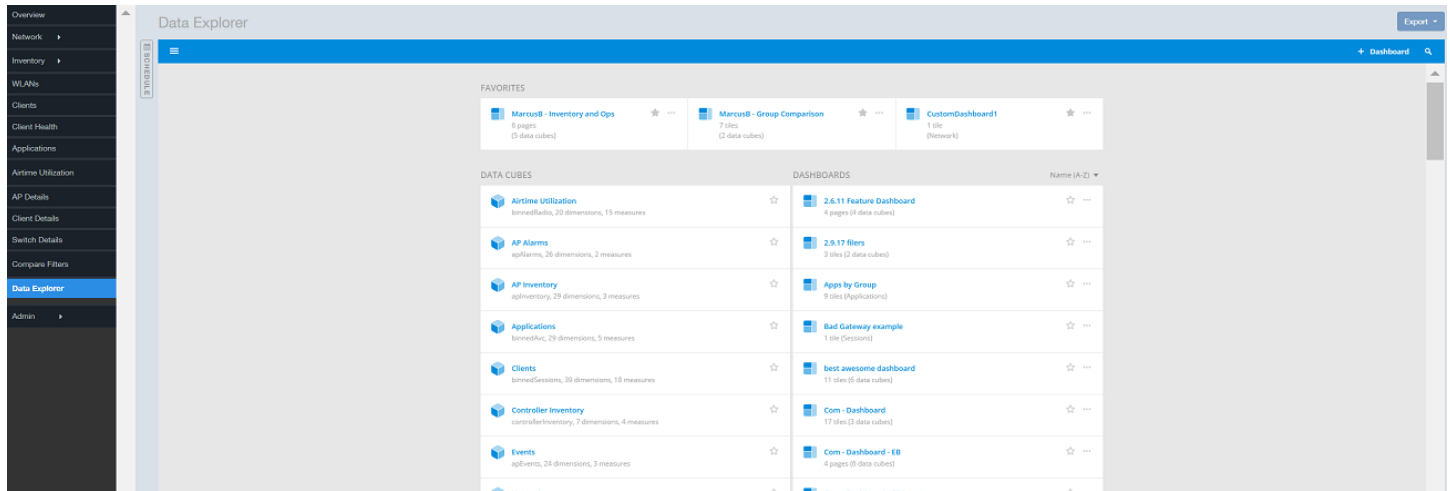 Overview
Network
Inventory
WLANs
Clients
Client Health
Applications
Airtime Utilization
AP Details
Client Details
Switch Details
Compare Filters
Data Explorer
Admin
Data Explorer
Export
SCHEDULE
+ Dashboard
FAVORITES
MarcusB - Inventory and Ops
6 pages
(5 data cubes)
MarcusB - Group Comparison
7 tiles
(2 data cubes)
CustomDashboard1
1 tile
(Network)
DATA CUBES
Airtime Utilization
binnedRadio, 20 dimensions, 15 measures
AP Alarms
apAlarms, 26 dimensions, 2 measures
AP Inventory
apInventory, 29 dimensions, 3 measures
Applications
binnedAvc, 29 dimensions, 5 measures
Clients
binnedSessions, 39 dimensions, 18 measures
Controller Inventory
controllerInventory, 7 dimensions, 4 measures
Events
apEvents, 24 dimensions, 3 measures
DASHBOARDS
Name (A-Z)
2.6.11 Feature Dashboard
4 pages (4 data cubes)
2.9.17 filers
3 tiles (2 data cubes)
Apps by Group
9 tiles (Applications)
Bad Gateway example
1 tile (Sessions)
best awesome dashboard
11 tiles (6 data cubes)
Com - Dashboard
17 tiles (3 data cubes)
Com - Dashboard - EB
4 pages (6 data cubes)